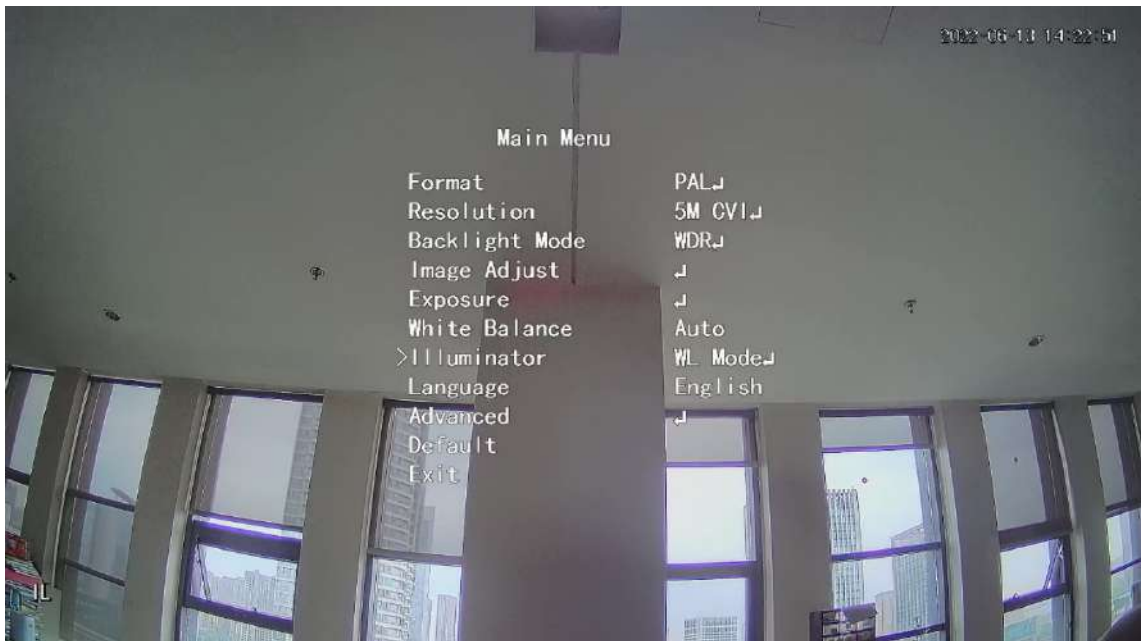 2022-06-13 14:22:51
Main Menu
Format PAL↲
Resolution 5M CVI↲
Backlight Mode WDR↲
Image Adjust ↲
Exposure ↲
White Balance Auto
>Illuminator WL Mode↲
Language English
Advanced ↲
Default
Exit
IL